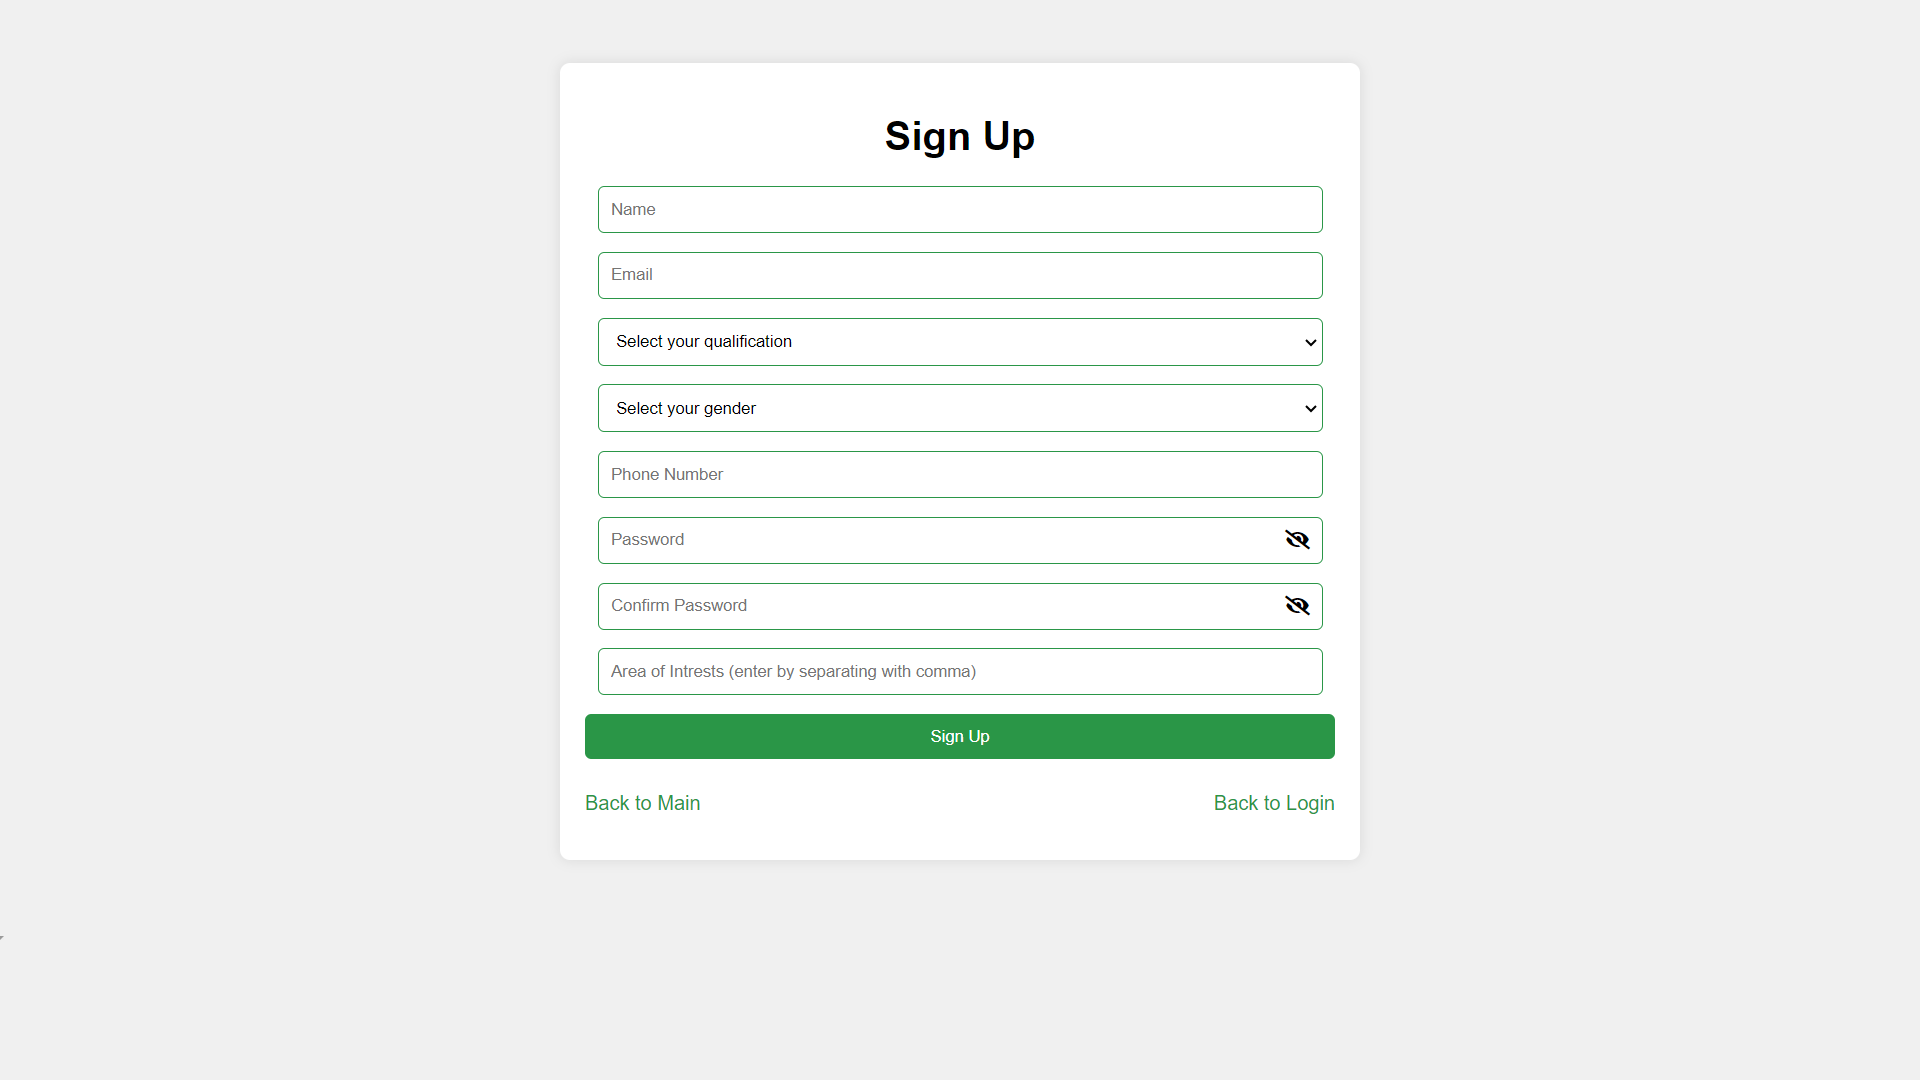 Sign Up
Name
Email
Select your qualification
Select your gender
Phone Number
Password
Confirm Password
Area of Intrests (enter by separating with comma)
Sign Up
Back to Main
Back to Login